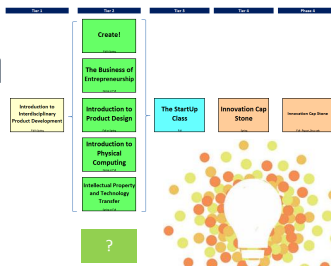 Tier 1
Tier 2
Tier 3
Tier 4
Phase 4
Create!
The Business of
Entrepreneurship
Introduction to
Interdisciplinary
Product Development
Introduction to
Product Design
The StartUp
Class
Innovation Cap
Stone
Innovation Cap Stone
Introduction to
Physical
Computing
Intellectual Property
and Technology
Transfer
?